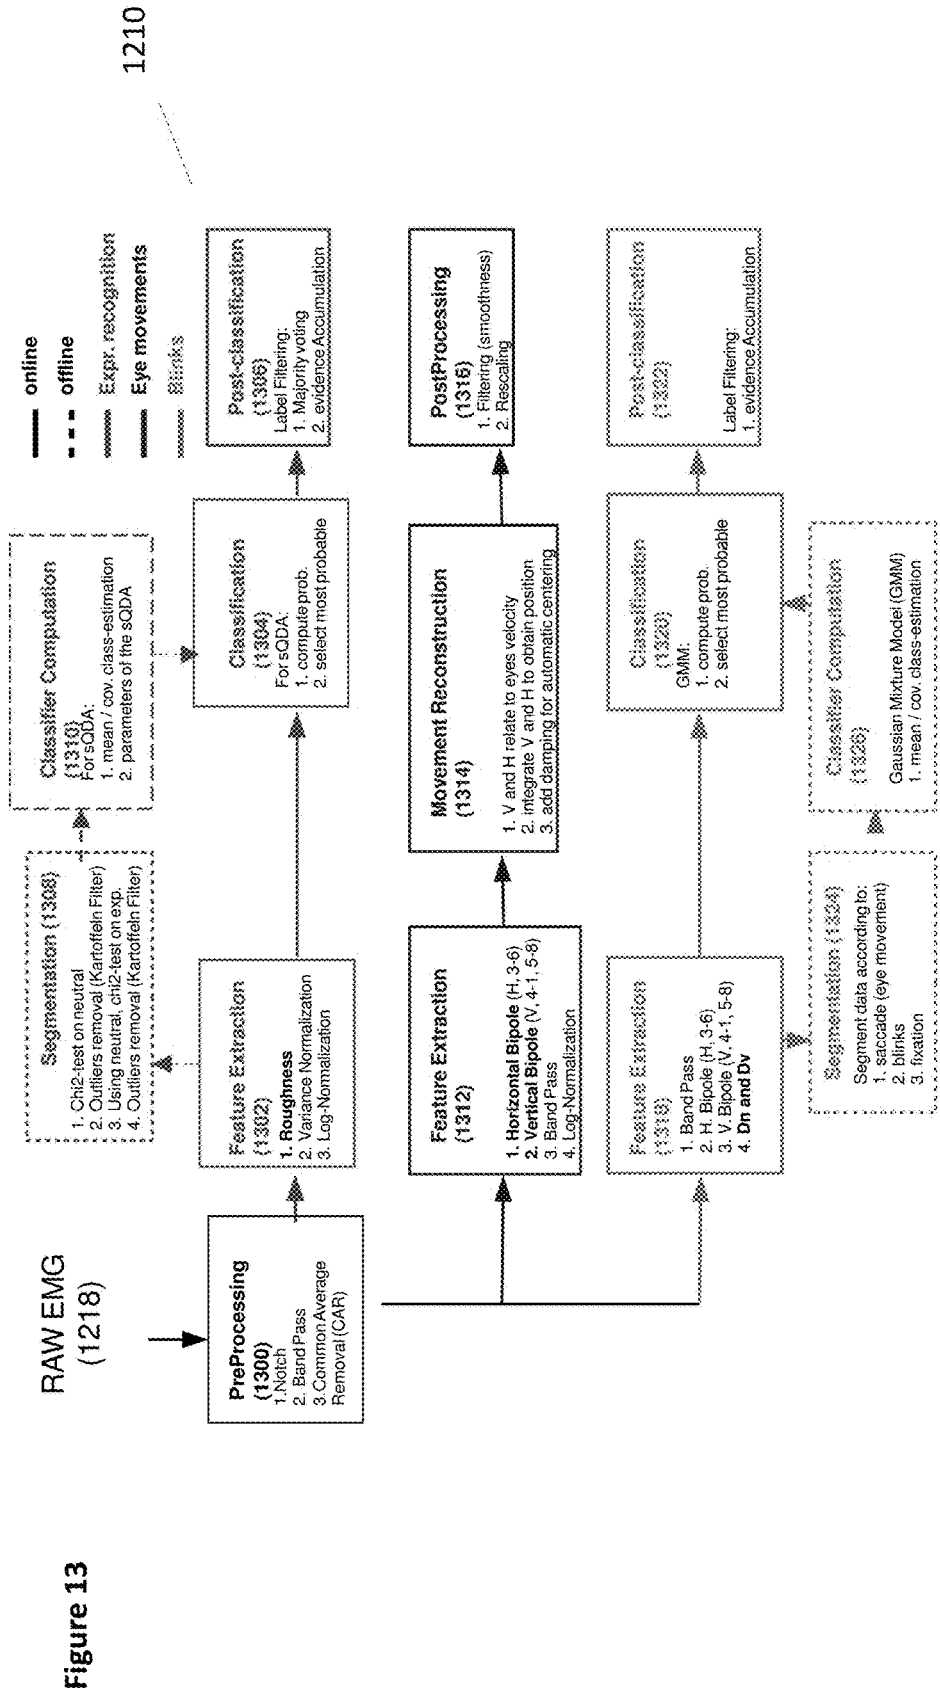 Figure 13
1210
online
offline
Expr. recognition
Eye movements
Blinks
RAW EMG
(1218)
PreProcessing
(1300)
1.Notch
2. Band Pass
3.Common Average
Removal (CAR)
Segmentation (1308)
1. Chi2-test on neutral
2. Outliers removal (Kartoffeln Filter)
3. Using neutral, chi2-test on exp.
4. Outliers removal (Kartoffeln Filter)
Classifier Computation
(1310)
For sQDA:
1. mean / cov. class-estimation
2. parameters of the sQDA
Feature Extraction
(1302)
1. Roughness
2. Variance Normalization
3. Log-Normalization
Classification
(1304)
For sQDA:
1. compute prob.
2. select most probable
Post-classification
(1306)
Label Filtering:
1. Majority voting
2. evidence Accumulation
Feature Extraction
(1312)
1. Horizontal Bipole (H, 3-6)
2. Vertical Bipole (V, 4-1, 5-8)
3. Band Pass
4. Log-Normalization
Movement Reconstruction
(1314)
1. V and H relate to eyes velocity
2. integrate V and H to obtain position
3. add damping for automatic centering
PostProcessing
(1316)
1. Filtering (smoothness)
2. Rescaling
Feature Extraction
(1318)
1. Band Pass
2. H. Bipole (H, 3-6)
3. V. Bipole (V, 4-1, 5-8)
4. Dn and Dv
Classification
(1320)
GMM:
1. compute prob.
2. select most probable
Post-classification
(1322)
Label Filtering:
1. evidence Accumulation
Segmentation (1324)
Segment data according to:
1. saccade (eye movement)
2. blinks
3. fixation
Classifier Computation
(1326)
Gaussian Mixture Model (GMM)
1. mean / cov. class-estimation